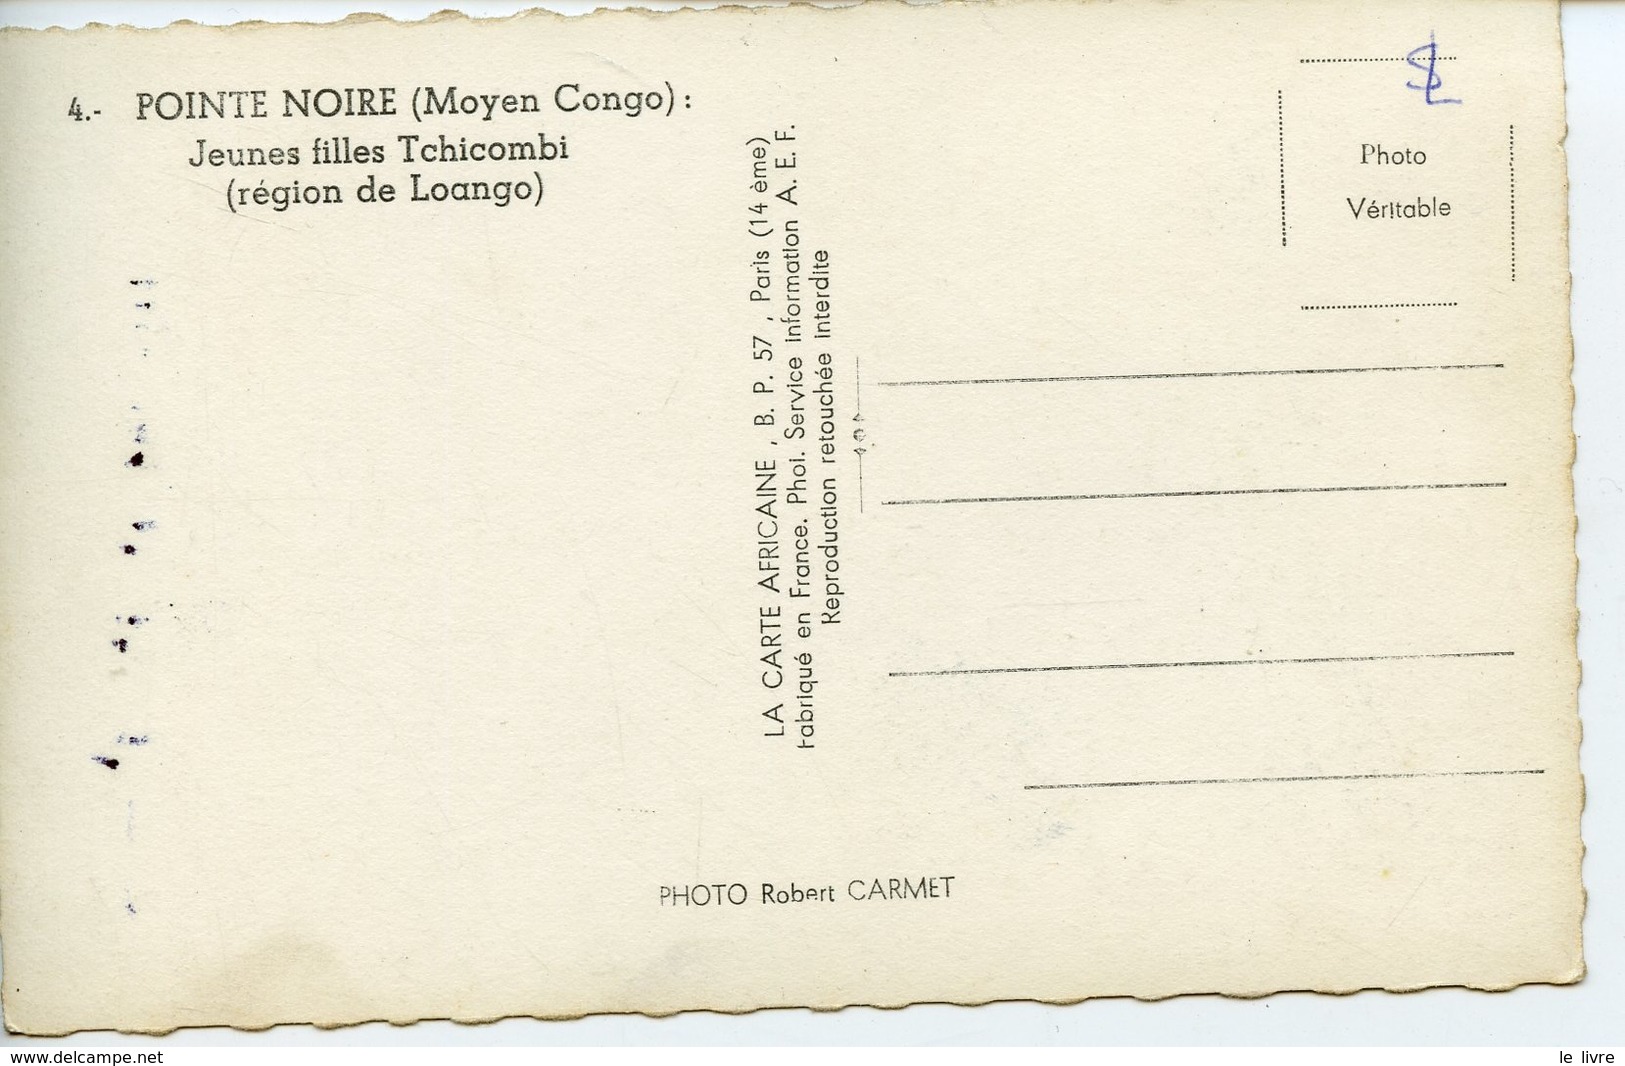 4.- POINTE NOIRE (Moyen Congo) :
Jeunes filles Tchicombi
(région de Loango)
LA CARTE AFRICAINE, B. P. 57, Paris (14 ème)
Fabriqué en France. Phot. Service Information A. E. F.
Reproduction retouchée interdite
Photo
Véritable
PHOTO Robert CARMET
www.delcampe.net
le livre